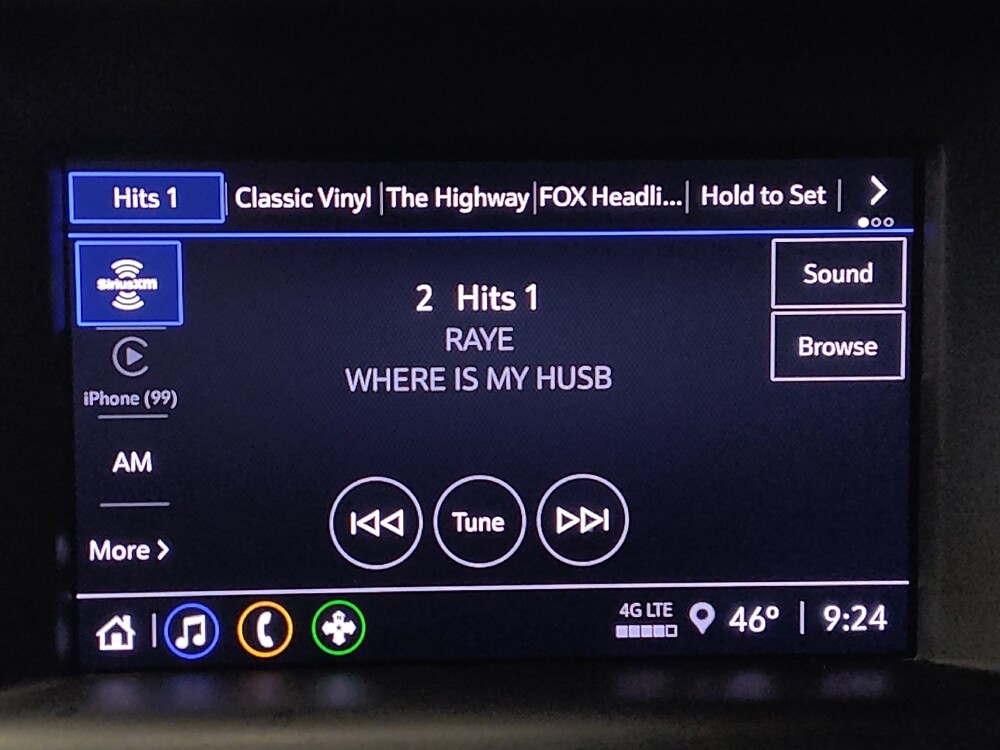 Hits 1 | Classic Vinyl | The Highway | FOX Headli... | Hold to Set |
SiriusXM
2 Hits 1
RAYE
WHERE IS MY HUSB
Sound
Browse
iPhone (99)
AM
More
Tune
4G LTE
46° | 9:24